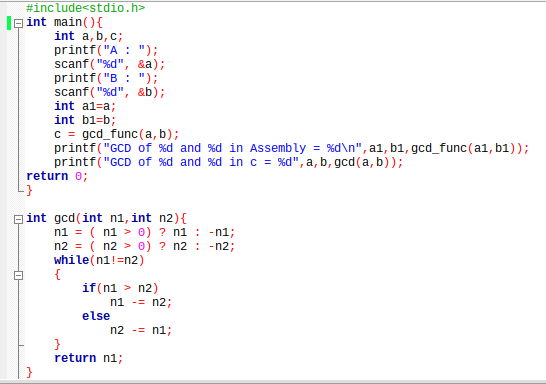 #include<stdio.h>
int main(){
    int a,b,c;
    printf("A : ");
    scanf("%d", &a);
    printf("B : ");
    scanf("%d", &b);
    int a1=a;
    int b1=b;
    c = gcd_func(a,b);
    printf("GCD of %d and %d in Assembly = %d\n",a1,b1,gcd_func(a1,b1));
    printf("GCD of %d and %d in c = %d",a,b,gcd(a,b));
return 0;
}
int gcd(int n1,int n2){
    n1 = ( n1 > 0) ? n1 : -n1;
    n2 = ( n2 > 0) ? n2 : -n2;
    while(n1!=n2)
    {
        if(n1 > n2)
            n1 -= n2;
        else
            n2 -= n1;
    }
    return n1;
}